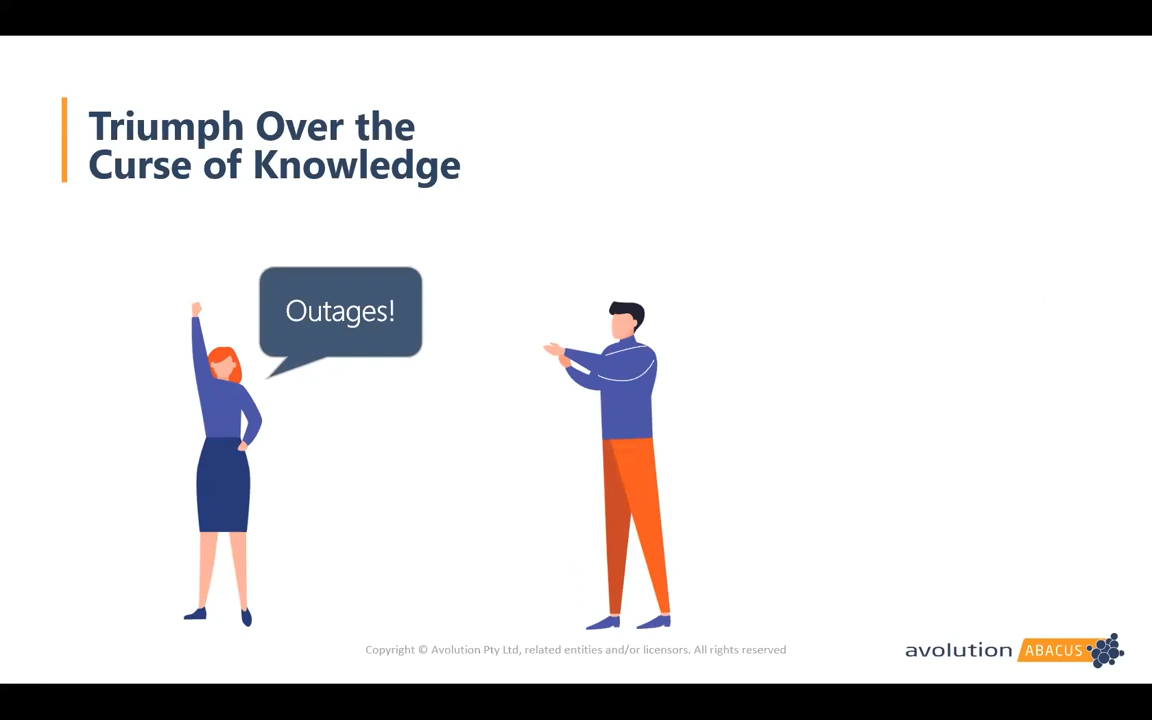 Triumph Over the
Curse of Knowledge
Outages!
Copyright © Avolution Pty Ltd, related entities and/or licensors. All rights reserved
avolution ABACUS